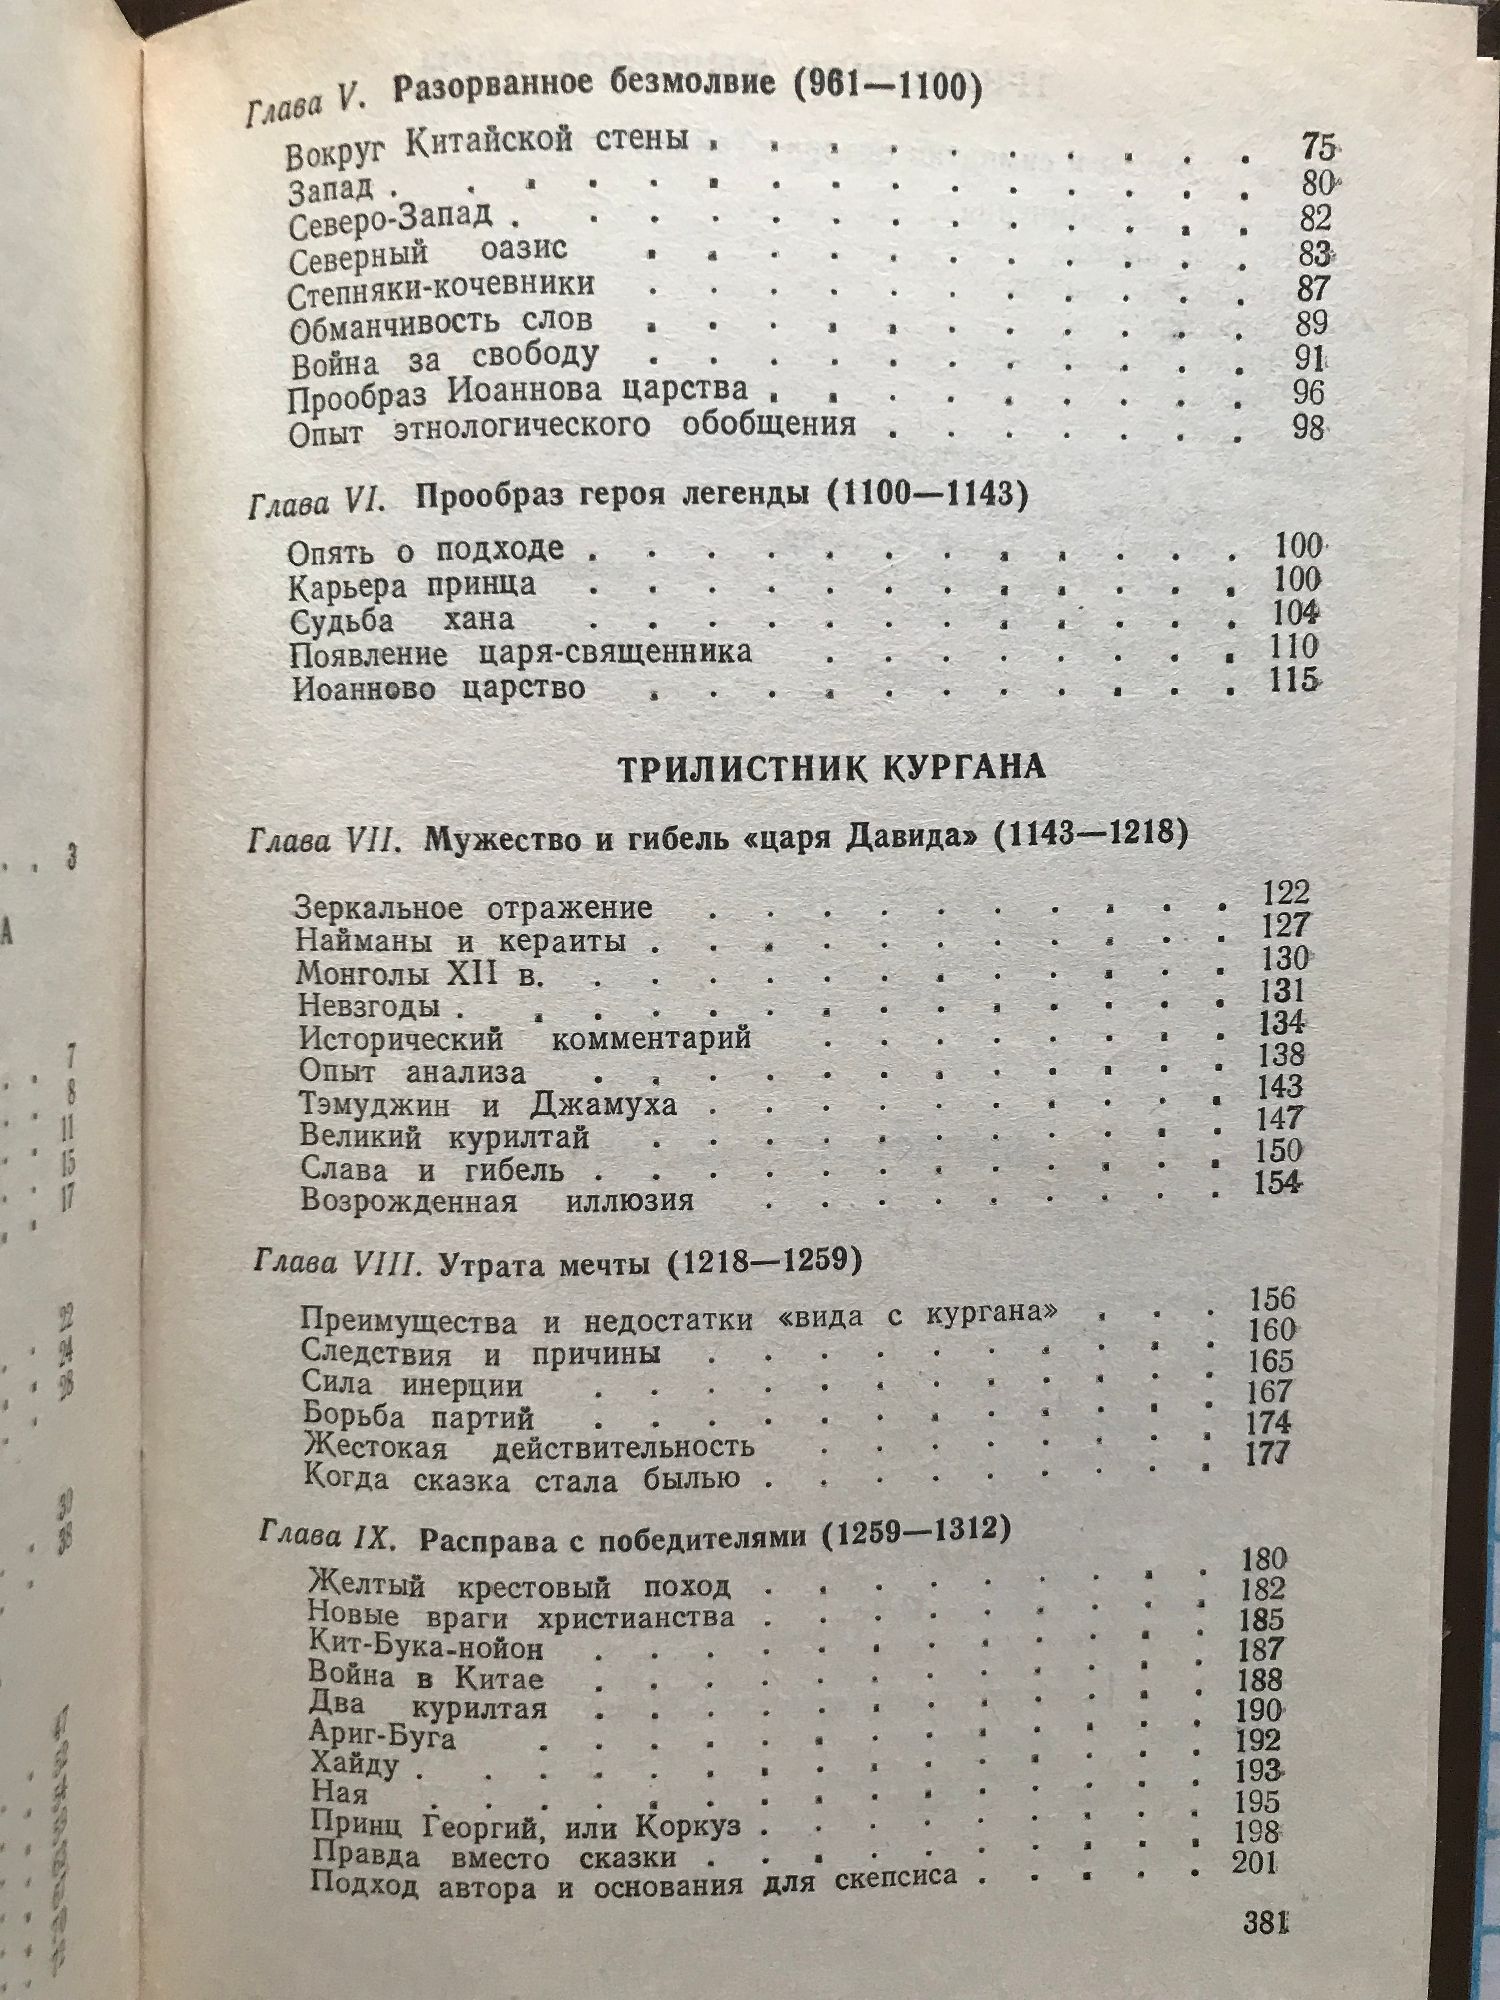 Глава V. Разорванное безмолвие (961—1100)
Вокруг Китайской стены . . . . . . . . . . 75
Запад . . . . . . . . . . . . . . . 80
Северо-Запад . . . . . . . . . . . . . 82
Северный оазис . . . . . . . . . . . 83
Степняки-кочевники . . . . . . . . . . . 87
Обманчивость слов . . . . . . . . . . . 89
Война за свободу . . . . . . . . . . . 91
Прообраз Иоаннова царства . . . . . . . . . 96
Опыт этнологического обобщения . . . . . . . 98
Глава VI. Прообраз героя легенды (1100—1143)
Опять о подходе . . . . . . . . . . . . 100
Карьера принца . . . . . . . . . . . . 100
Судьба хана . . . . . . . . . . . . 104
Появление царя-священника . . . . . . . . 110
Иоанново царство . . . . . . . . . . . 115
ТРИЛИСТНИК КУРГАНА
Глава VII. Мужество и гибель «царя Давида» (1143—1218)
Зеркальное отражение . . . . . . . . . . 122
Найманы и кераиты . . . . . . . . . . . 127
Монголы XII в. . . . . . . . . . . . . 130
Невзгоды . . . . . . . . . . . . . . 131
Исторический комментарий . . . . . . . . 134
Опыт анализа . . . . . . . . . . . . 138
Тэмуджин и Джамуха . . . . . . . . . . 143
Великий курилтай . . . . . . . . . . . 147
Слава и гибель . . . . . . . . . . . . 150
Возрожденная иллюзия . . . . . . . . . 154
Глава VIII. Утрата мечты (1218—1259)
Преимущества и недостатки «вида с кургана» . . . 156
Следствия и причины . . . . . . . . . . 160
Сила инерции . . . . . . . . . . . . 165
Борьба партий . . . . . . . . . . . . 167
Жестокая действительность . . . . . . . . 174
Когда сказка стала былью . . . . . . . . . 177
Глава IX. Расправа с победителями (1259—1312)
Желтый крестовый поход . . . . . . . . . 180
Новые враги христианства . . . . . . . . . 182
Кит-Бука-нойон . . . . . . . . . . . . 185
Война в Китае . . . . . . . . . . . . 187
Два курилтая . . . . . . . . . . . . 188
Ариг-Буга . . . . . . . . . . . . . 190
Хайду . . . . . . . . . . . . . . . 192
Ная . . . . . . . . . . . . . . . 193
Принц Георгий, или Коркуз . . . . . . . . . 195
Правда вместо сказки . . . . . . . . . . 198
Подход автора и основания для скепсиса . . . . . 201
381
3
А
7
8
11
15
17
24